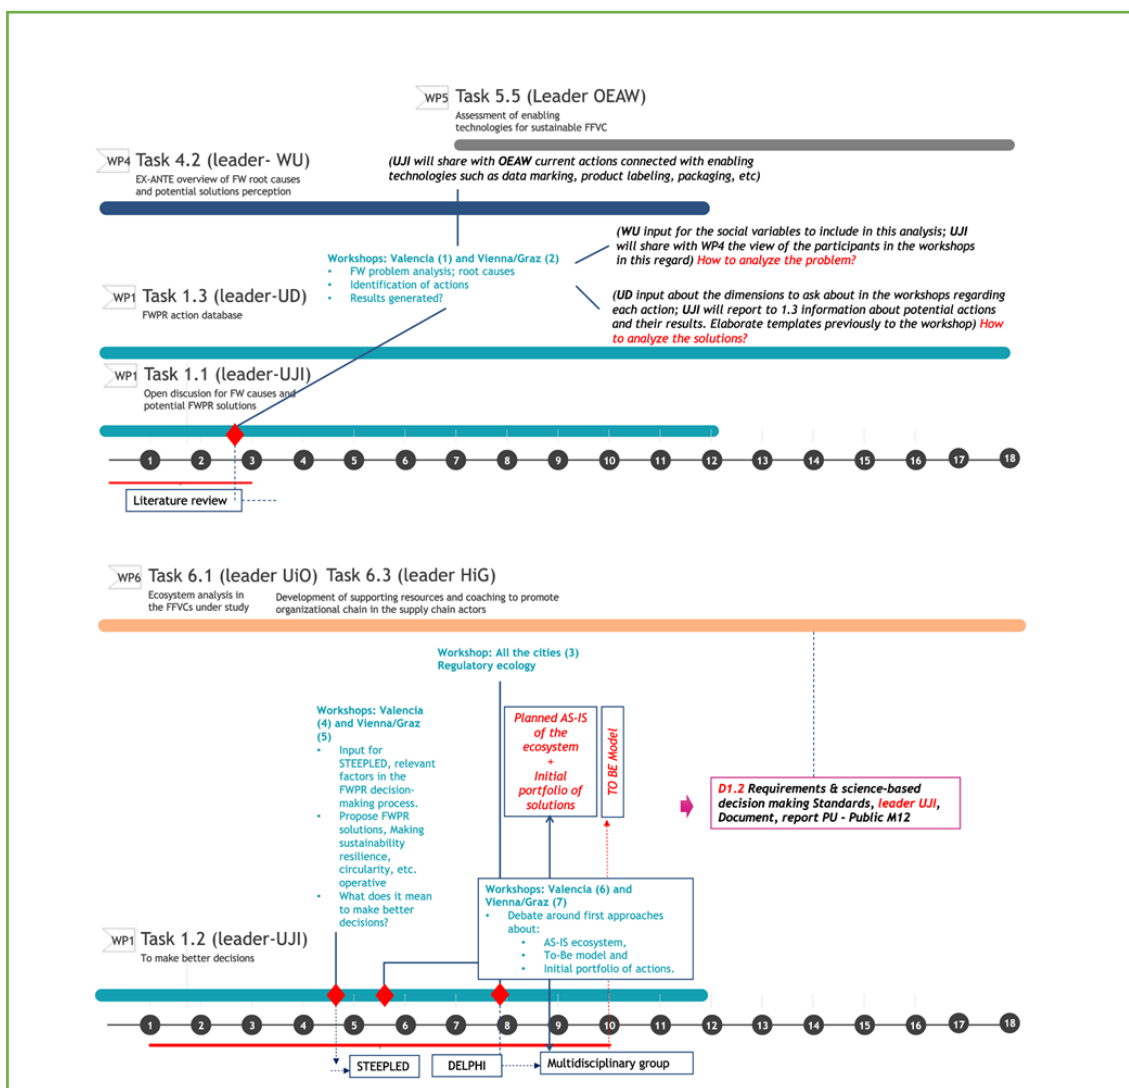 WP5 Task 5.5 (Leader OEAW)
Assessment of enabling
technologies for sustainable FFVC
WP4 Task 4.2 (leader- WU)
EX-ANTE overview of FW root causes
and potential solutions perception
(UJI will share with OEAW current actions connected with enabling
technologies such as data marking, product labeling, packaging, etc)
Workshops: Valencia (1) and Vienna/Graz (2)
• FW problem analysis; root causes
• Identification of actions
• Results generated?
(WU input for the social variables to include in this analysis; UJI
will share with WP4 the view of the participants in the workshops
in this regard) How to analyze the problem?
(UD input about the dimensions to ask about in the workshops regarding
each action; UJI will report to 1.3 information about potential actions
and their results. Elaborate templates previously to the workshop) How
to analyze the solutions?
WP1 Task 1.3 (leader-UD)
FWPR action database
WP1 Task 1.1 (leader-UJI)
Open discusion for FW causes and
potential FWPR solutions
1 2 3 4 5 6 7 8 9 10 11 12 13 14 15 16 17 18
Literature review
WP6 Task 6.1 (leader UiO) Task 6.3 (leader HiG)
Ecosystem analysis in
the FFVCs under study
Development of supporting resources and coaching to promote
organizational chain in the supply chain actors
Workshop: All the cities (3)
Regulatory ecology
Workshops: Valencia
(4) and Vienna/Graz
(5)
• Input for
STEEPLED, relevant
factors in the
FWPR decision-
making process.
• Propose FWPR
solutions, Making
sustainability
resilience,
circularity, etc.
operative
• What does it mean
to make better
decisions?
Planned AS-IS
of the
ecosystem
+
Initial
portfolio of
solutions
TO BE Model
D1.2 Requirements & science-based
decision making Standards, leader UJI,
Document, report PU - Public M12
Workshops: Valencia (6) and
Vienna/Graz (7)
• Debate around first approaches
about:
• AS-IS ecosystem,
• To-Be model and
• Initial portfolio of actions.
WP1 Task 1.2 (leader-UJI)
To make better decisions
1 2 3 4 5 6 7 8 9 10 11 12 13 14 15 16 17 18
STEEPLED
DELPHI
Multidisciplinary group